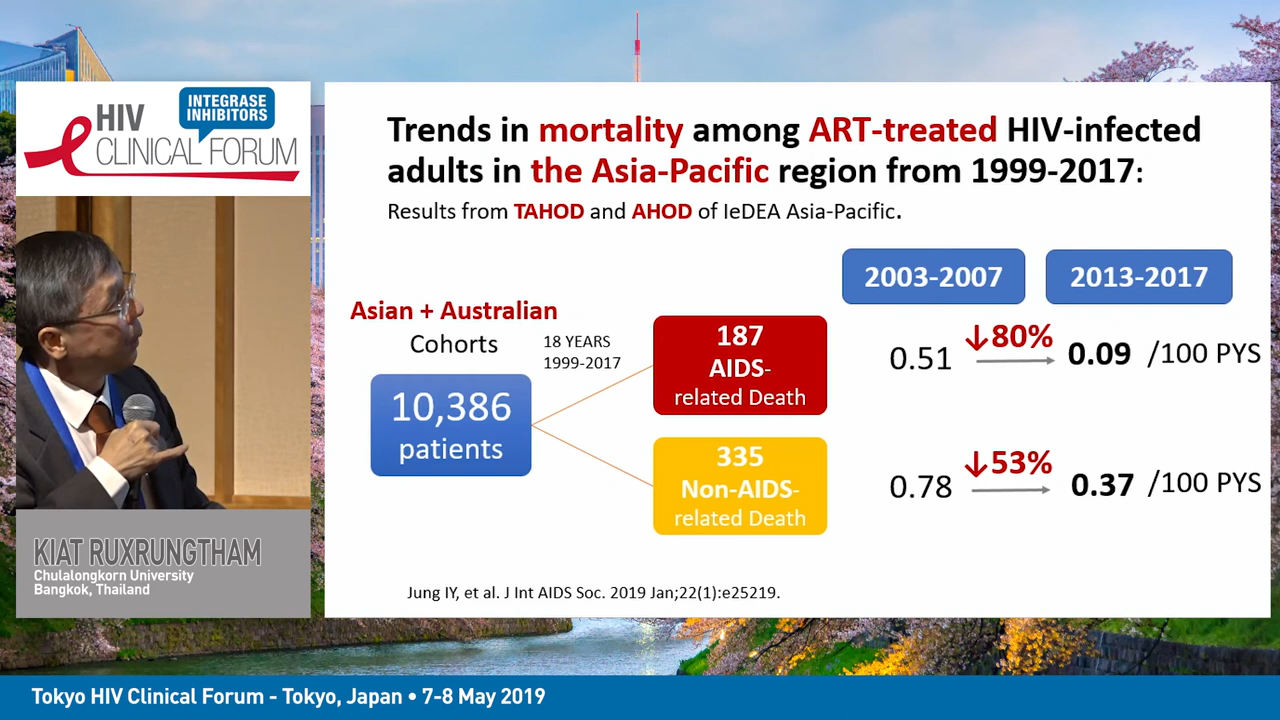 HIV
INTEGRASE
INHIBITORS
CLINICAL FORUM
KIAT RUXRUNGTHAM
Chulalongkorn University
Bangkok, Thailand
Trends in mortality among ART-treated HIV-infected
adults in the Asia-Pacific region from 1999-2017:
Results from TAHOD and AHOD of IeDEA Asia-Pacific.
2003-2007
2013-2017
Asian + Australian
Cohorts
18 YEARS
1999-2017
10,386
patients
187
AIDS-
related Death
0.51
↓80%
0.09 /100 PYS
335
Non-AIDS-
related Death
0.78
↓53%
0.37 /100 PYS
Jung IY, et al. J Int AIDS Soc. 2019 Jan;22(1):e25219.
Tokyo HIV Clinical Forum - Tokyo, Japan • 7-8 May 2019